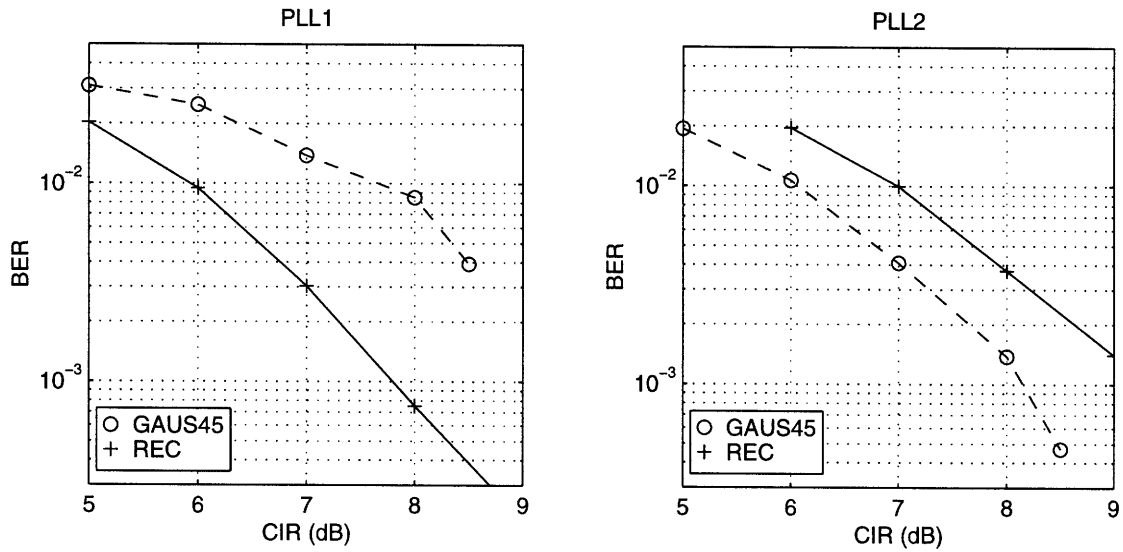 PLL1
BER
10⁻²
10⁻³
GAUS45
REC
5 6 7 8 9
CIR (dB)
PLL2
BER
10⁻²
10⁻³
GAUS45
REC
5 6 7 8 9
CIR (dB)